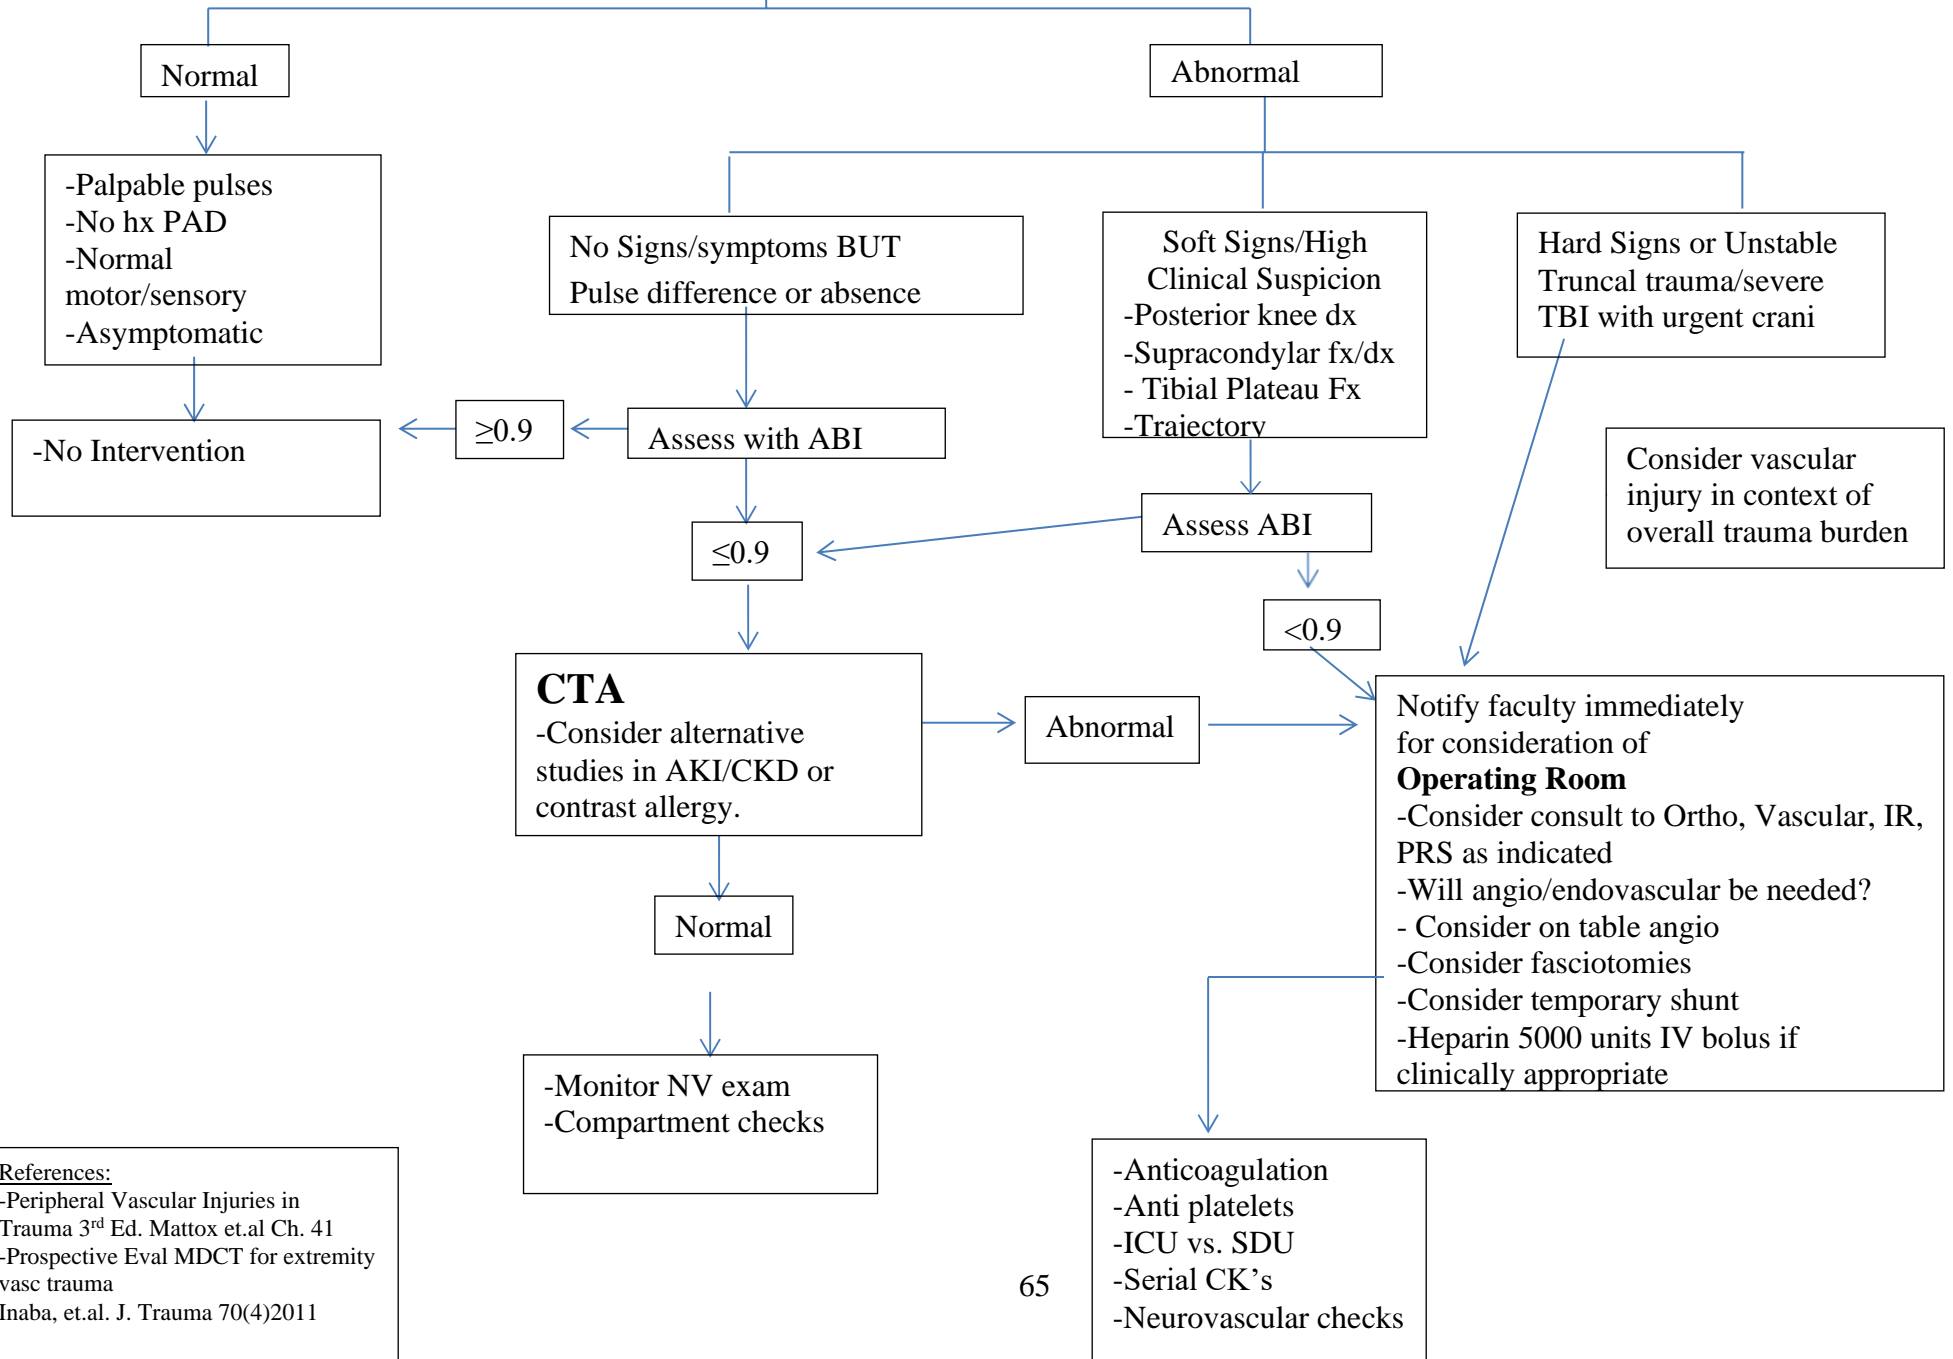 Normal
Abnormal
-Palpable pulses
-No hx PAD
-Normal
motor/sensory
-Asymptomatic
No Signs/symptoms BUT
Pulse difference or absence
Soft Signs/High
Clinical Suspicion
-Posterior knee dx
-Supracondylar fx/dx
- Tibial Plateau Fx
-Trajectory
Hard Signs or Unstable
Truncal trauma/severe
TBI with urgent crani
-No Intervention
≥0.9
Assess with ABI
Consider vascular
injury in context of
overall trauma burden
≤0.9
Assess ABI
<0.9
CTA
-Consider alternative
studies in AKI/CKD or
contrast allergy.
Abnormal
Notify faculty immediately
for consideration of
Operating Room
-Consider consult to Ortho, Vascular, IR,
PRS as indicated
-Will angio/endovascular be needed?
- Consider on table angio
-Consider fasciotomies
-Consider temporary shunt
-Heparin 5000 units IV bolus if
clinically appropriate
Normal
-Monitor NV exam
-Compartment checks
References:
-Peripheral Vascular Injuries in
Trauma 3rd Ed. Mattox et.al Ch. 41
-Prospective Eval MDCT for extremity
vasc trauma
Inaba, et.al. J. Trauma 70(4)2011
65
-Anticoagulation
-Anti platelets
-ICU vs. SDU
-Serial CK’s
-Neurovascular checks